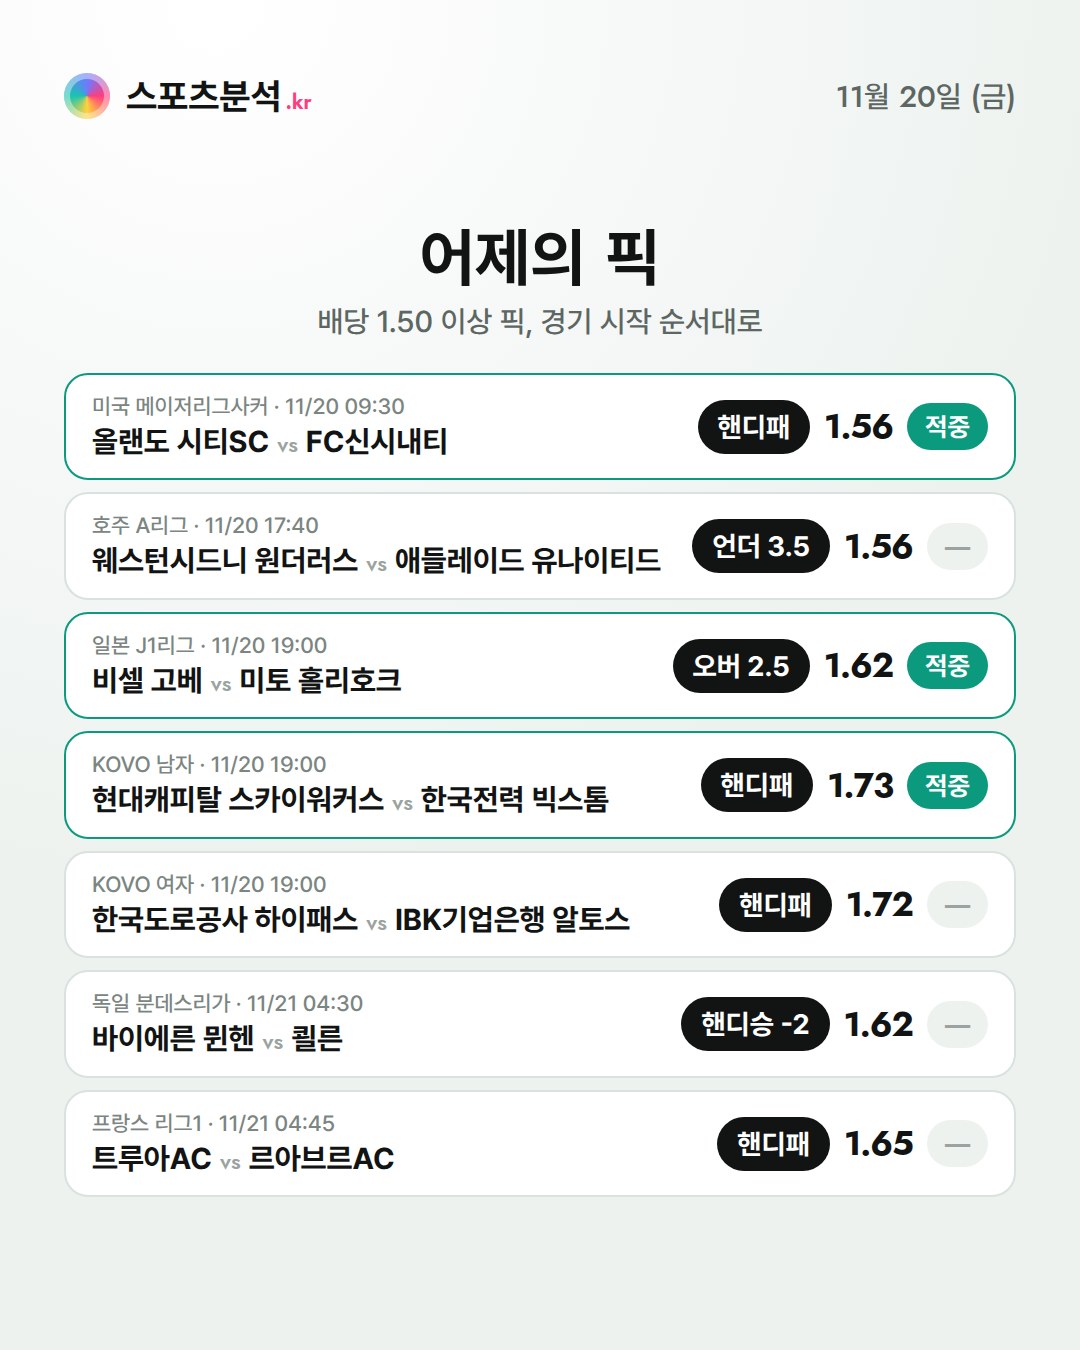 스포츠분석.kr
11월 20일 (금)
어제의 픽
배당 1.50 이상 픽, 경기 시작 순서대로
미국 메이저리그사커 · 11/20 09:30
올랜도 시티SC vs FC신시내티
핸디패 1.56 적중
호주 A리그 · 11/20 17:40
웨스턴시드니 원더러스 vs 애들레이드 유나이티드
언더 3.5 1.56 —
일본 J1리그 · 11/20 19:00
비셀 고베 vs 미토 홀리호크
오버 2.5 1.62 적중
KOVO 남자 · 11/20 19:00
현대캐피탈 스카이워커스 vs 한국전력 빅스톰
핸디패 1.73 적중
KOVO 여자 · 11/20 19:00
한국도로공사 하이패스 vs IBK기업은행 알토스
핸디패 1.72 —
독일 분데스리가 · 11/21 04:30
바이에른 뮌헨 vs 쾰른
핸디승 -2 1.62 —
프랑스 리그1 · 11/21 04:45
트루아AC vs 르아브르AC
핸디패 1.65 —